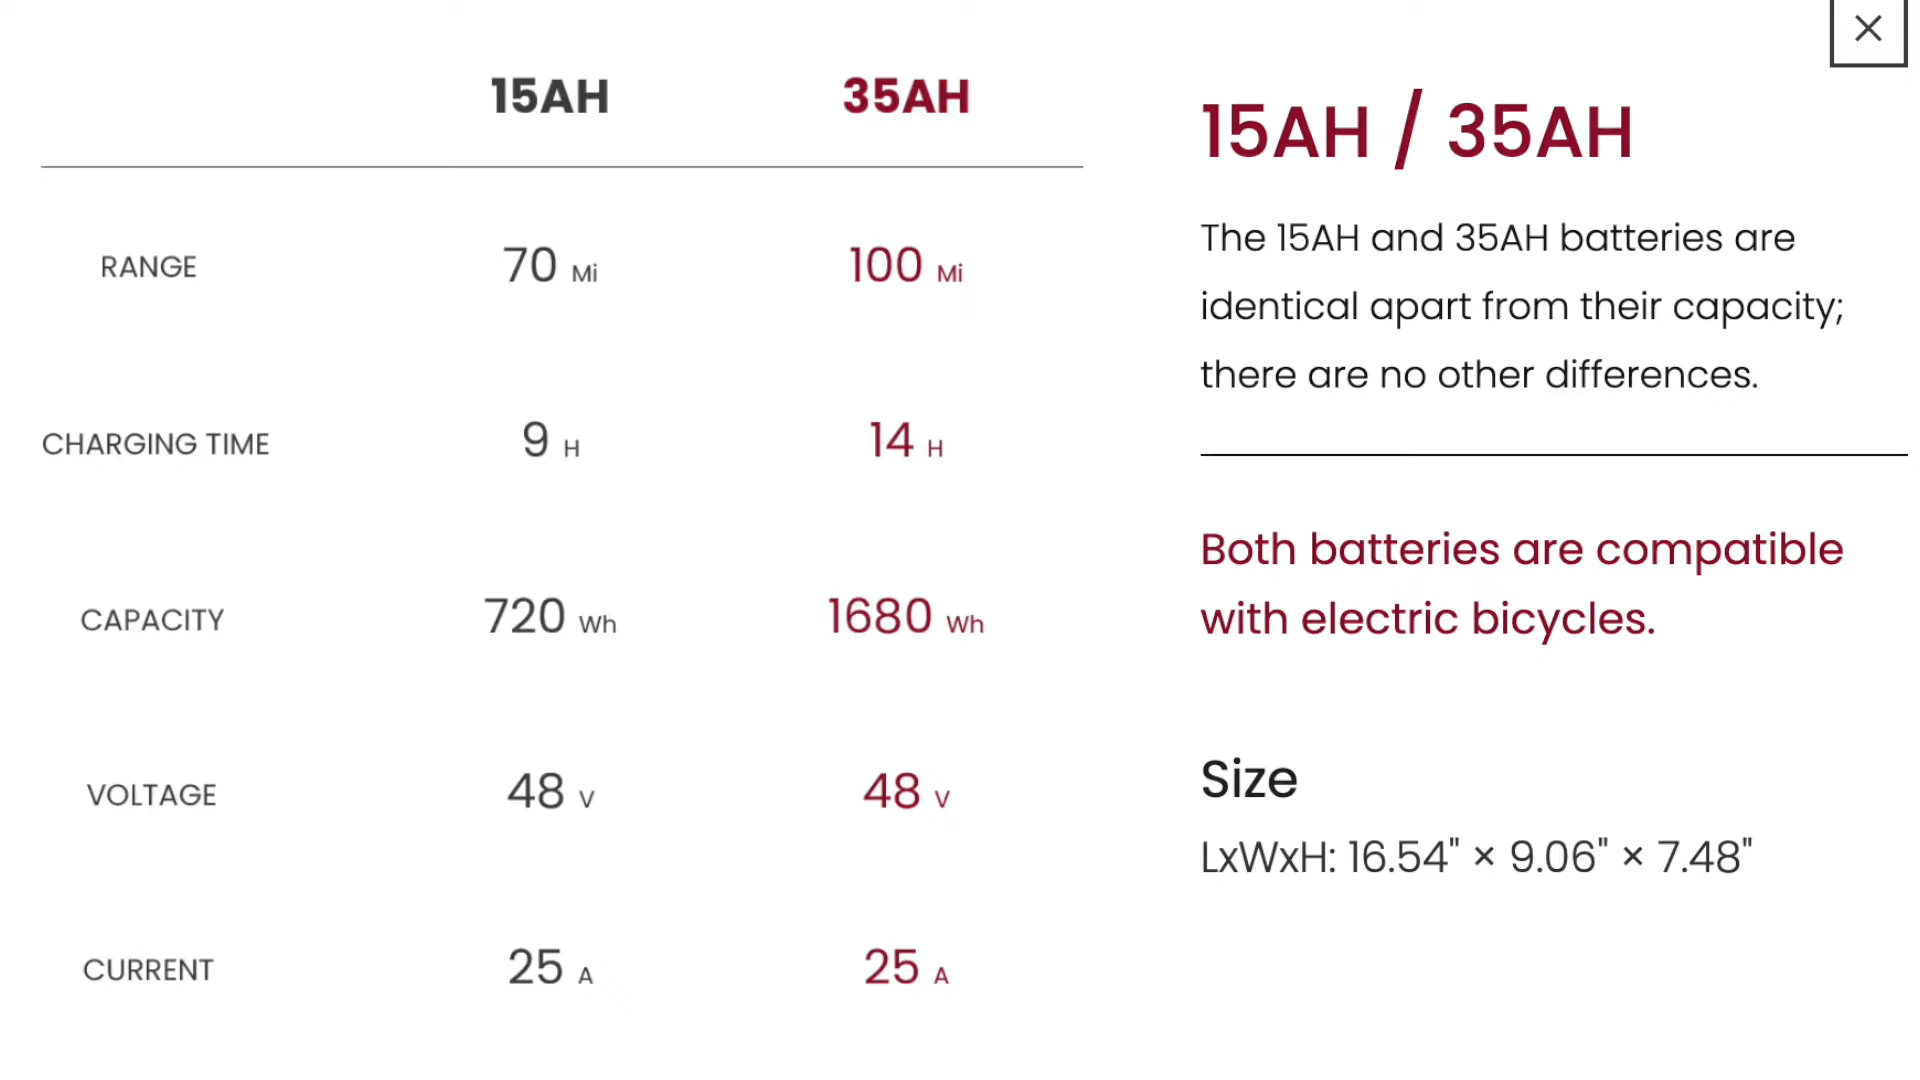 15AH 35AH
RANGE 70 Mi 100 Mi
CHARGING TIME 9 H 14 H
CAPACITY 720 Wh 1680 Wh
VOLTAGE 48 V 48 V
CURRENT 25 A 25 A
15AH / 35AH
The 15AH and 35AH batteries are
identical apart from their capacity;
there are no other differences.
Both batteries are compatible
with electric bicycles.
Size
LxWxH: 16.54" × 9.06" × 7.48"